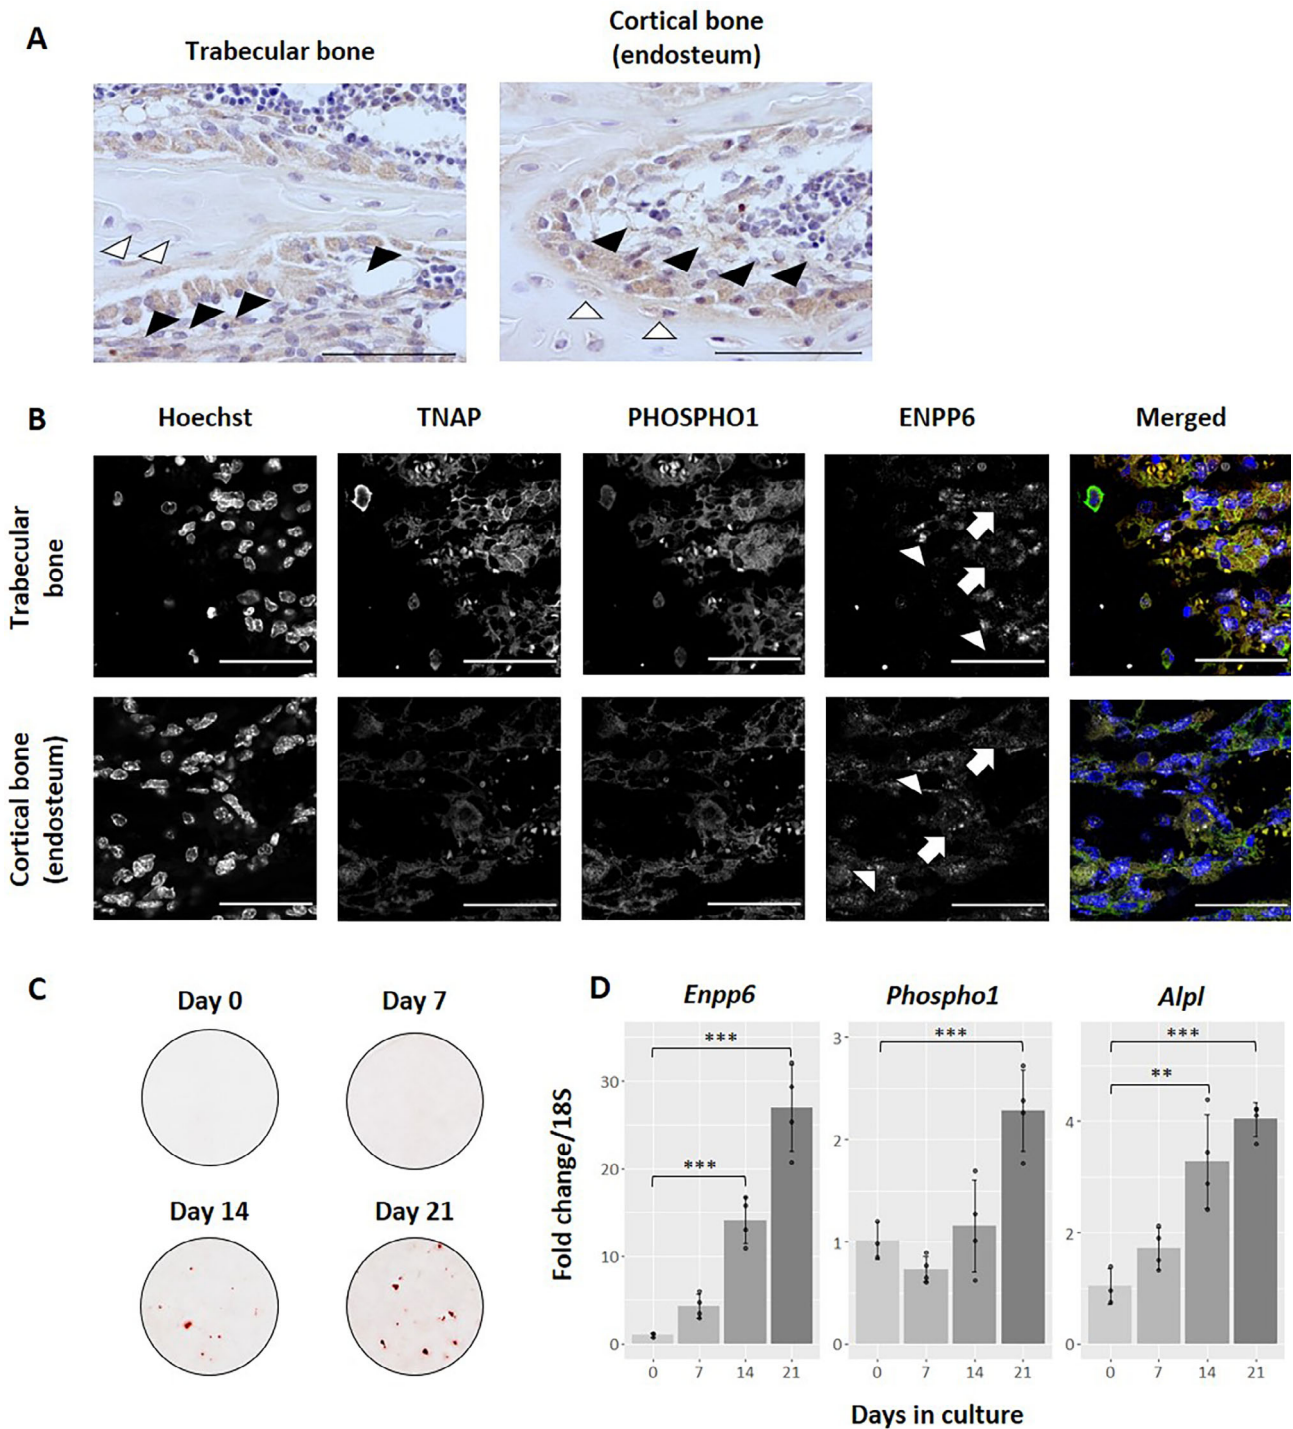 A
Trabecular bone
Cortical bone
(endosteum)
B
Hoechst
TNAP
PHOSPHO1
ENPP6
Merged
Trabecular
bone
Cortical bone
(endosteum)
C
Day 0
Day 7
Day 14
Day 21
D
Enpp6
Phospho1
Alpl
Fold change/18S
***
***
30
20
10
0
0 7 14 21
***
3
2
1
0
0 7 14 21
***
**
4
2
0
0 7 14 21
Days in culture